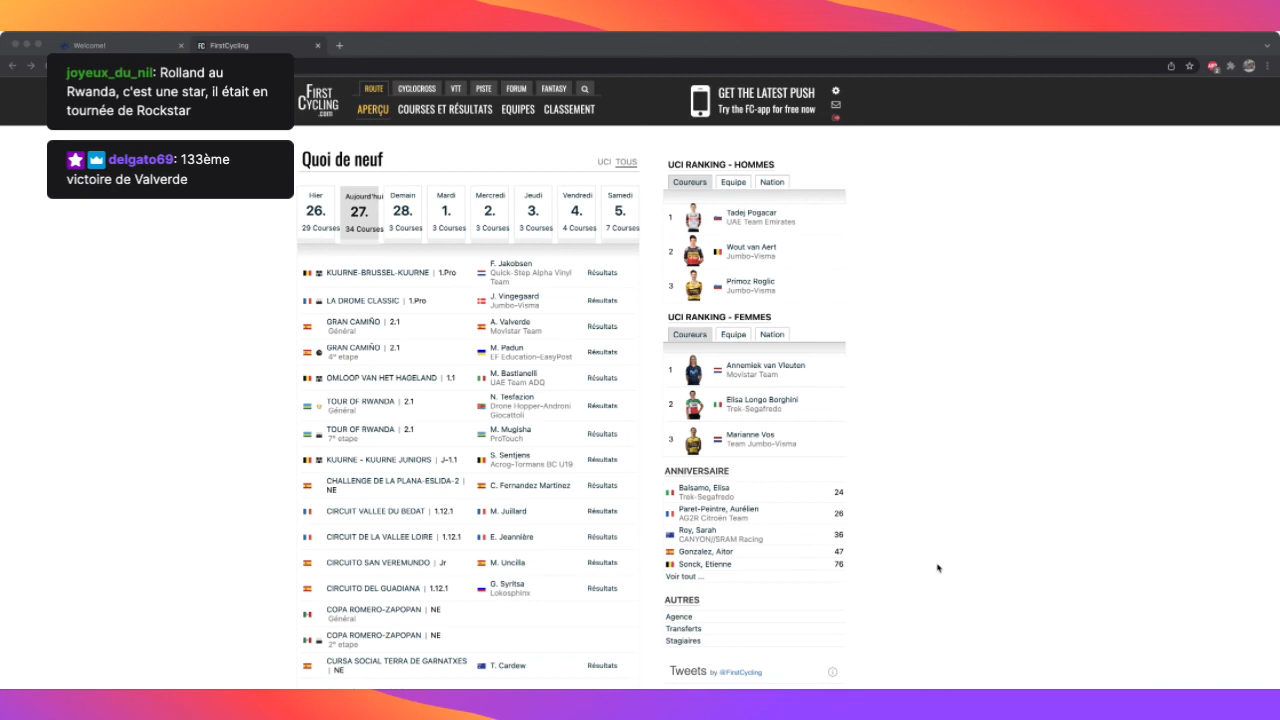 Welcome!
FC FirstCycling
joyeux_du_nil: Rolland au
Rwanda, c'est une star, il était en
tournée de Rockstar
delgato69: 133ème
victoire de Valverde
FIRST
CYCLING
.com
ROUTE CYCLOCROSS VTT PISTE FORUM FANTASY
APERÇU COURSES ET RÉSULTATS EQUIPES CLASSEMENT
GET THE LATEST PUSH
Try the FC-app for free now
Quoi de neuf
UCI TOUS
Hier Aujourd'hui Demain Mardi Mercredi Jeudi Vendredi Samedi
26. 27. 28. 1. 2. 3. 4. 5.
29 Courses 34 Courses 3 Courses 3 Courses 3 Courses 3 Courses 4 Courses 7 Courses
KUURNE-BRUSSEL-KUURNE | 1.Pro
F. Jakobsen
Quick-Step Alpha Vinyl
Team
Résultats
LA DROME CLASSIC | 1.Pro
J. Vingegaard
Jumbo-Visma
Résultats
GRAN CAMIÑO | 2.1
Général
A. Valverde
Movistar Team
Résultats
GRAN CAMIÑO | 2.1
4e etape
M. Padun
EF Education-EasyPost
Résultats
OMLOOP VAN HET HAGELAND | 1.1
M. Bastianelli
UAE Team ADQ
Résultats
TOUR OF RWANDA | 2.1
Général
N. Tesfazion
Drone Hopper-Androni
Giocattoli
Résultats
TOUR OF RWANDA | 2.1
7e etape
M. Mugisha
ProTouch
Résultats
KUURNE - KUURNE JUNIORS | J-1.1
S. Sentjens
Acrog-Tormans BC U19
Résultats
CHALLENGE DE LA PLANA-ESLIDA-2 |
NE
C. Fernandez Martinez
Résultats
CIRCUIT VALLEE DU BEDAT | 1.12.1
M. Juillard
Résultats
CIRCUIT DE LA VALLEE LOIRE | 1.12.1
E. Jeannière
Résultats
CIRCUITO SAN VEREMUNDO | Jr
M. Uncilla
Résultats
CIRCUITO DEL GUADIANA | 1.12.1
G. Syritsa
Lokosphinx
Résultats
COPA ROMERO-ZAPOPAN | NE
Général
COPA ROMERO-ZAPOPAN | NE
2e etape
CURSA SOCIAL TERRA DE GARNATXES
| NE
T. Cardew
Résultats
UCI RANKING - HOMMES
Coureurs Equipe Nation
1 Tadej Pogacar
UAE Team Emirates
2 Wout van Aert
Jumbo-Visma
3 Primoz Roglic
Jumbo-Visma
UCI RANKING - FEMMES
Coureurs Equipe Nation
1 Annemiek van Vleuten
Movistar Team
2 Elisa Longo Borghini
Trek-Segafredo
3 Marianne Vos
Team Jumbo-Visma
ANNIVERSAIRE
Balsamo, Elisa 24
Trek-Segafredo
Paret-Peintre, Aurélien 26
AG2R Citroën Team
Roy, Sarah 36
CANYON//SRAM Racing
Gonzalez, Aitor 47
Sonck, Etienne 76
Voir tout ...
AUTRES
Agence
Transferts
Stagiaires
Tweets by @FirstCycling